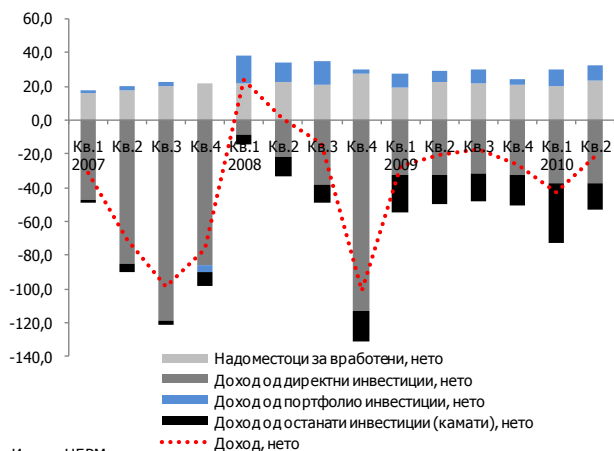 60,0
40,0
20,0
0,0
-20,0
-40,0
-60,0
-80,0
-100,0
-120,0
-140,0
Кв.1 Кв.2 Кв.3 Кв.4 Кв.1 Кв.2 Кв.3 Кв.4 Кв.1 Кв.2 Кв.3 Кв.4 Кв.1 Кв.2
2007 2008 2009 2010
Надоместоци за вработени, нето
Доход од директни инвестиции, нето
Доход од портфолио инвестиции, нето
Доход од останати инвестиции (камати), нето
Доход, нето